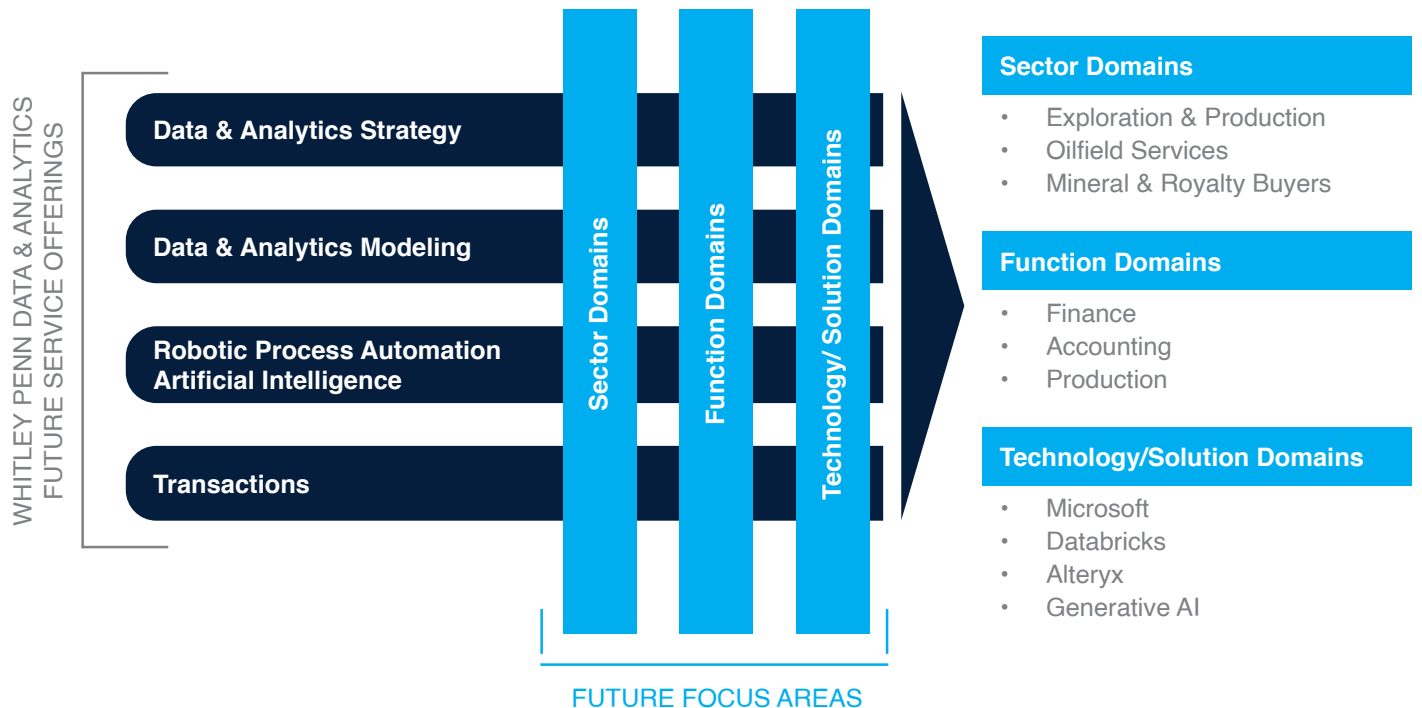 WHITLEY PENN DATA & ANALYTICS
FUTURE SERVICE OFFERINGS
Data & Analytics Strategy
Data & Analytics Modeling
Robotic Process Automation
Artificial Intelligence
Transactions
Sector Domains
Function Domains
Technology/ Solution Domains
FUTURE FOCUS AREAS
Sector Domains
• Exploration & Production
• Oilfield Services
• Mineral & Royalty Buyers
Function Domains
• Finance
• Accounting
• Production
Technology/Solution Domains
• Microsoft
• Databricks
• Alteryx
• Generative AI